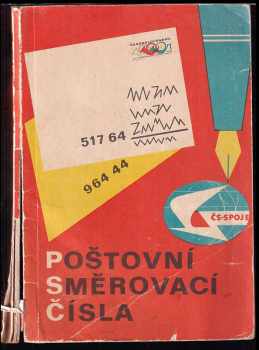 517 64
964 44
ČS-SPOJE
POŠTOVNÍ
SMĚROVACÍ
ČÍSLA